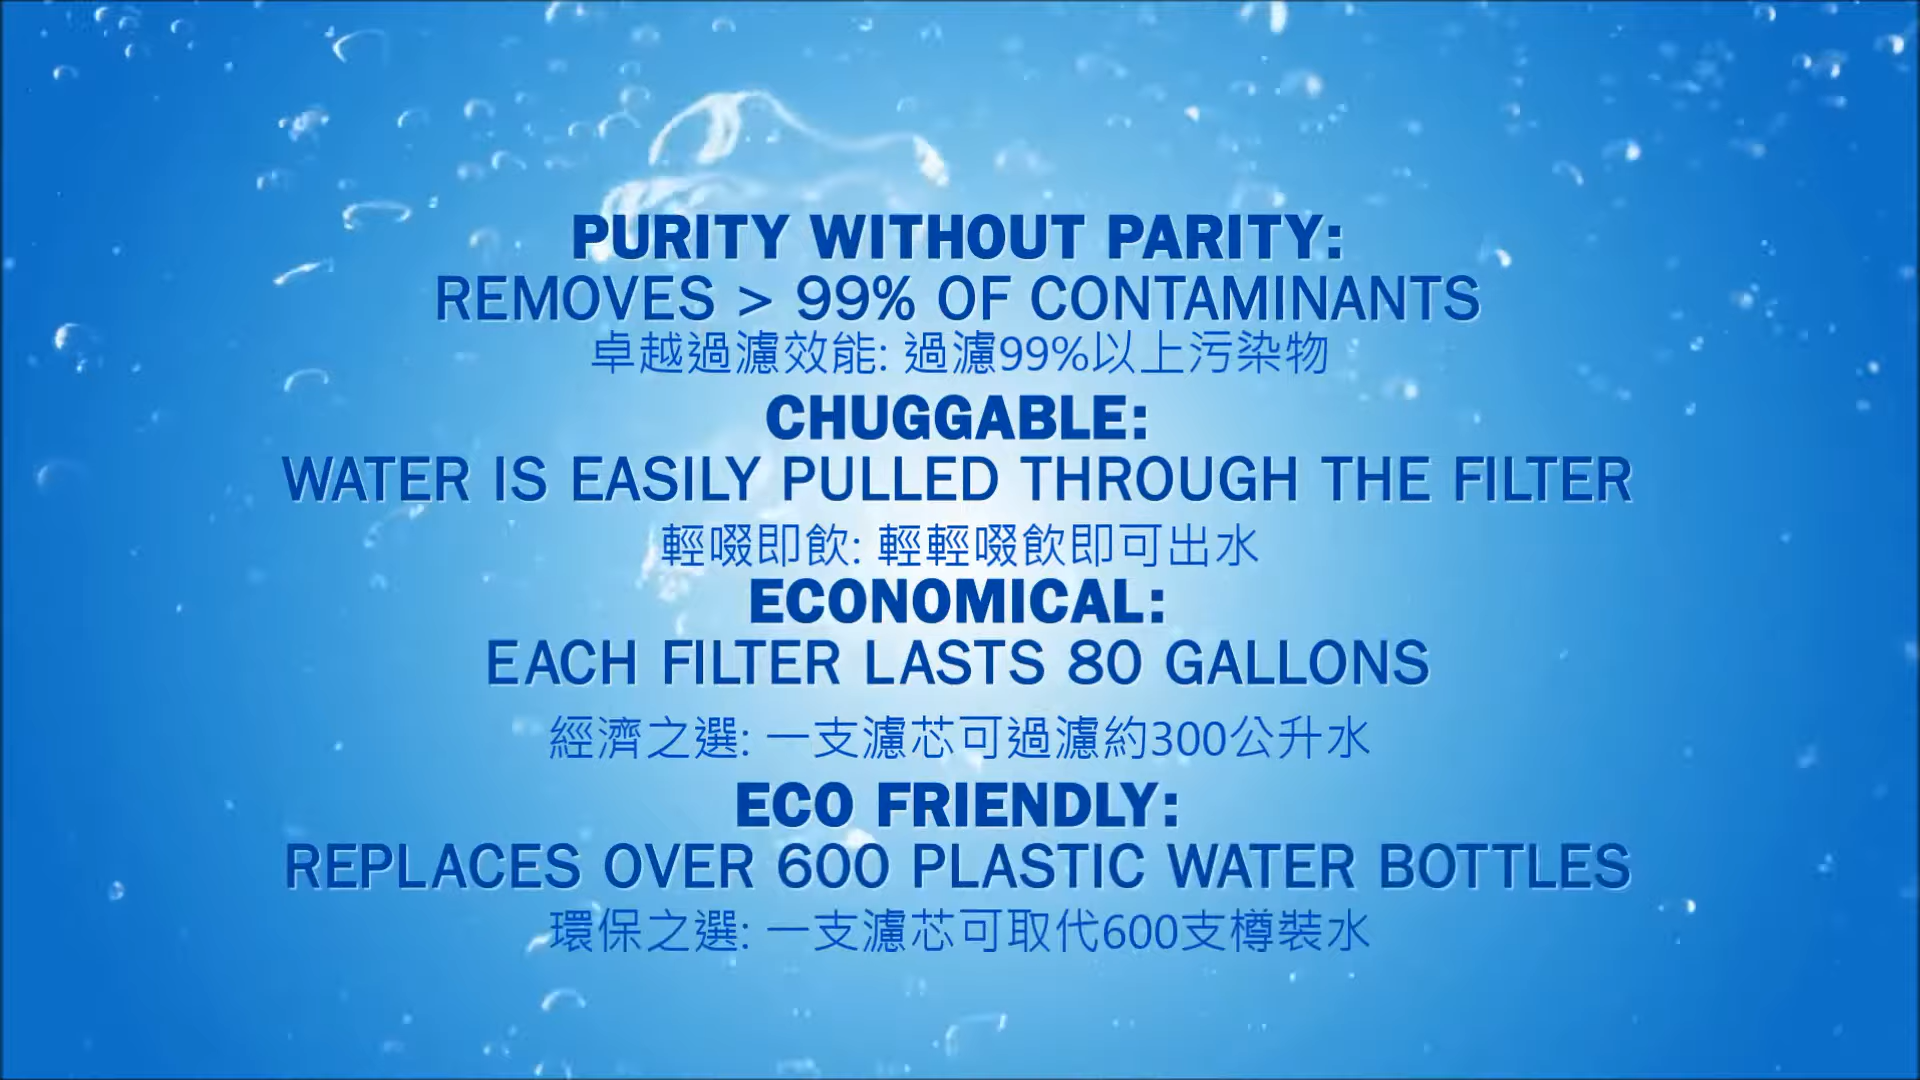 PURITY WITHOUT PARITY:
REMOVES > 99% OF CONTAMINANTS
卓越過濾效能: 過濾99%以上污染物
CHUGGABLE:
WATER IS EASILY PULLED THROUGH THE FILTER
輕啜即飲: 輕輕啜飲即可出水
ECONOMICAL:
EACH FILTER LASTS 80 GALLONS
經濟之選: 一支濾芯可過濾約300公升水
ECO FRIENDLY:
REPLACES OVER 600 PLASTIC WATER BOTTLES
環保之選: 一支濾芯可取代600支樽裝水